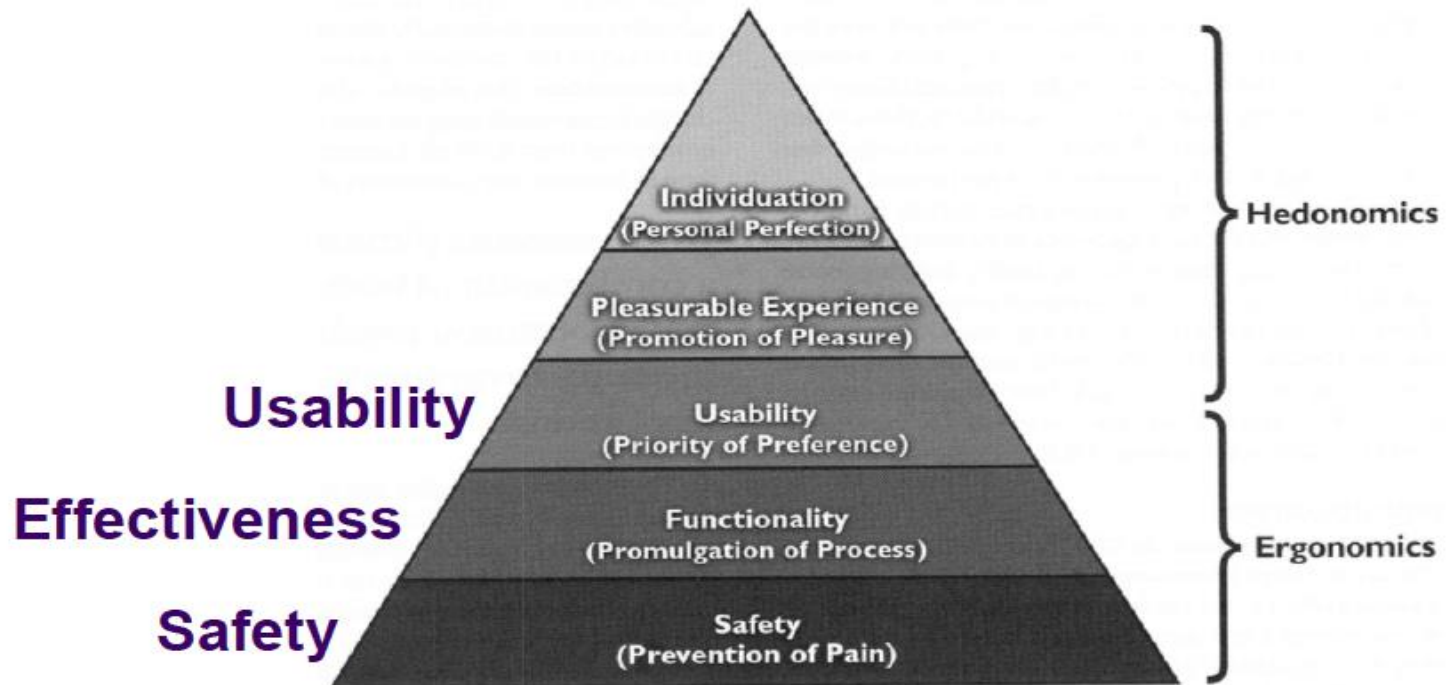 Individuation
(Personal Perfection)
Hedonomics
Pleasurable Experience
(Promotion of Pleasure)
Usability
Usability
(Priority of Preference)
Effectiveness
Functionality
(Promulgation of Process)
Ergonomics
Safety
Safety
(Prevention of Pain)